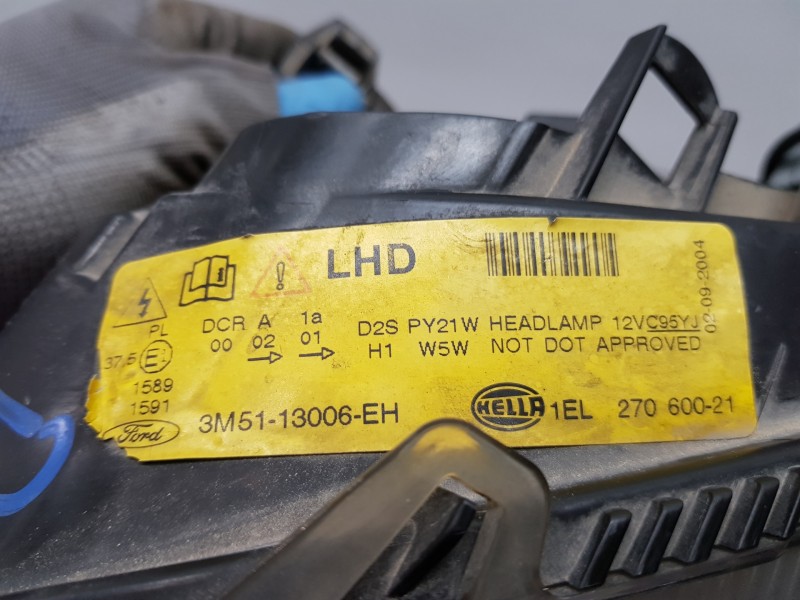 LHD
02-09-2004
PL
DCR A 1a
00 02 01
D2S PY21W HEADLAMP 12V C95YJ
H1 W5W NOT DOT APPROVED
37,5 E1
1589
1591
Ford
3M51-13006-EH
HELLA 1EL 270 600-21